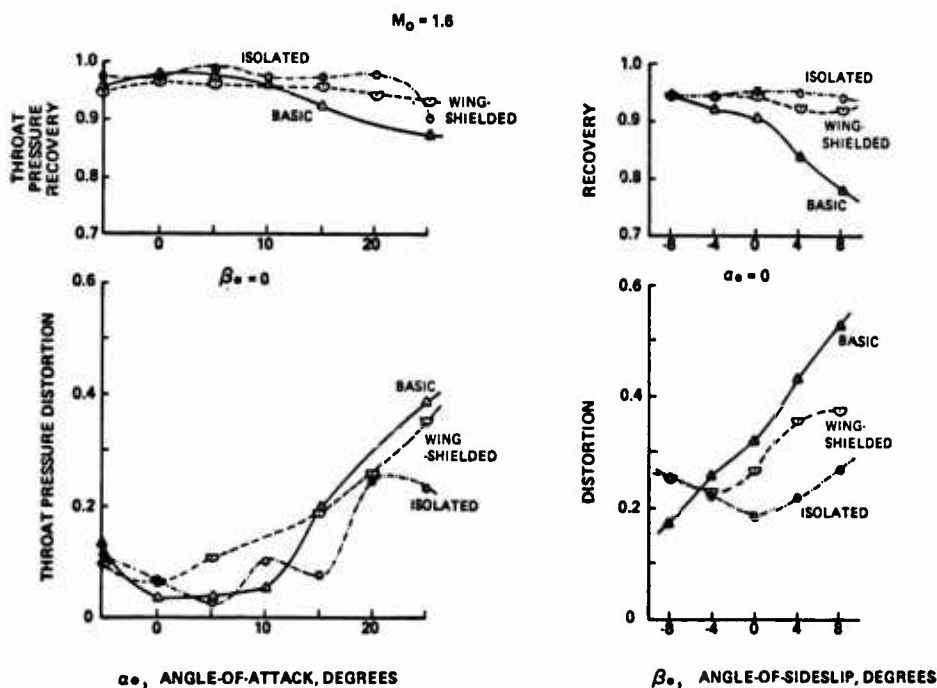 M₀ = 1.6
THROAT PRESSURE RECOVERY
1.0
0.9
0.8
0.7
ISOLATED
WING-SHIELDED
BASIC
0
10
20
β∞ = 0
RECOVERY
1.0
0.9
0.8
0.7
ISOLATED
WING-SHIELDED
BASIC
-8
-4
0
4
8
α∞ = 0
THROAT PRESSURE DISTORTION
0.6
0.4
0.2
0
BASIC
WING-SHIELDED
ISOLATED
0
10
20
α∞, ANGLE-OF-ATTACK, DEGREES
DISTORTION
0.6
0.4
0.2
0
BASIC
WING-SHIELDED
ISOLATED
-8
-4
0
4
8
β∞, ANGLE-OF-SIDESLIP, DEGREES